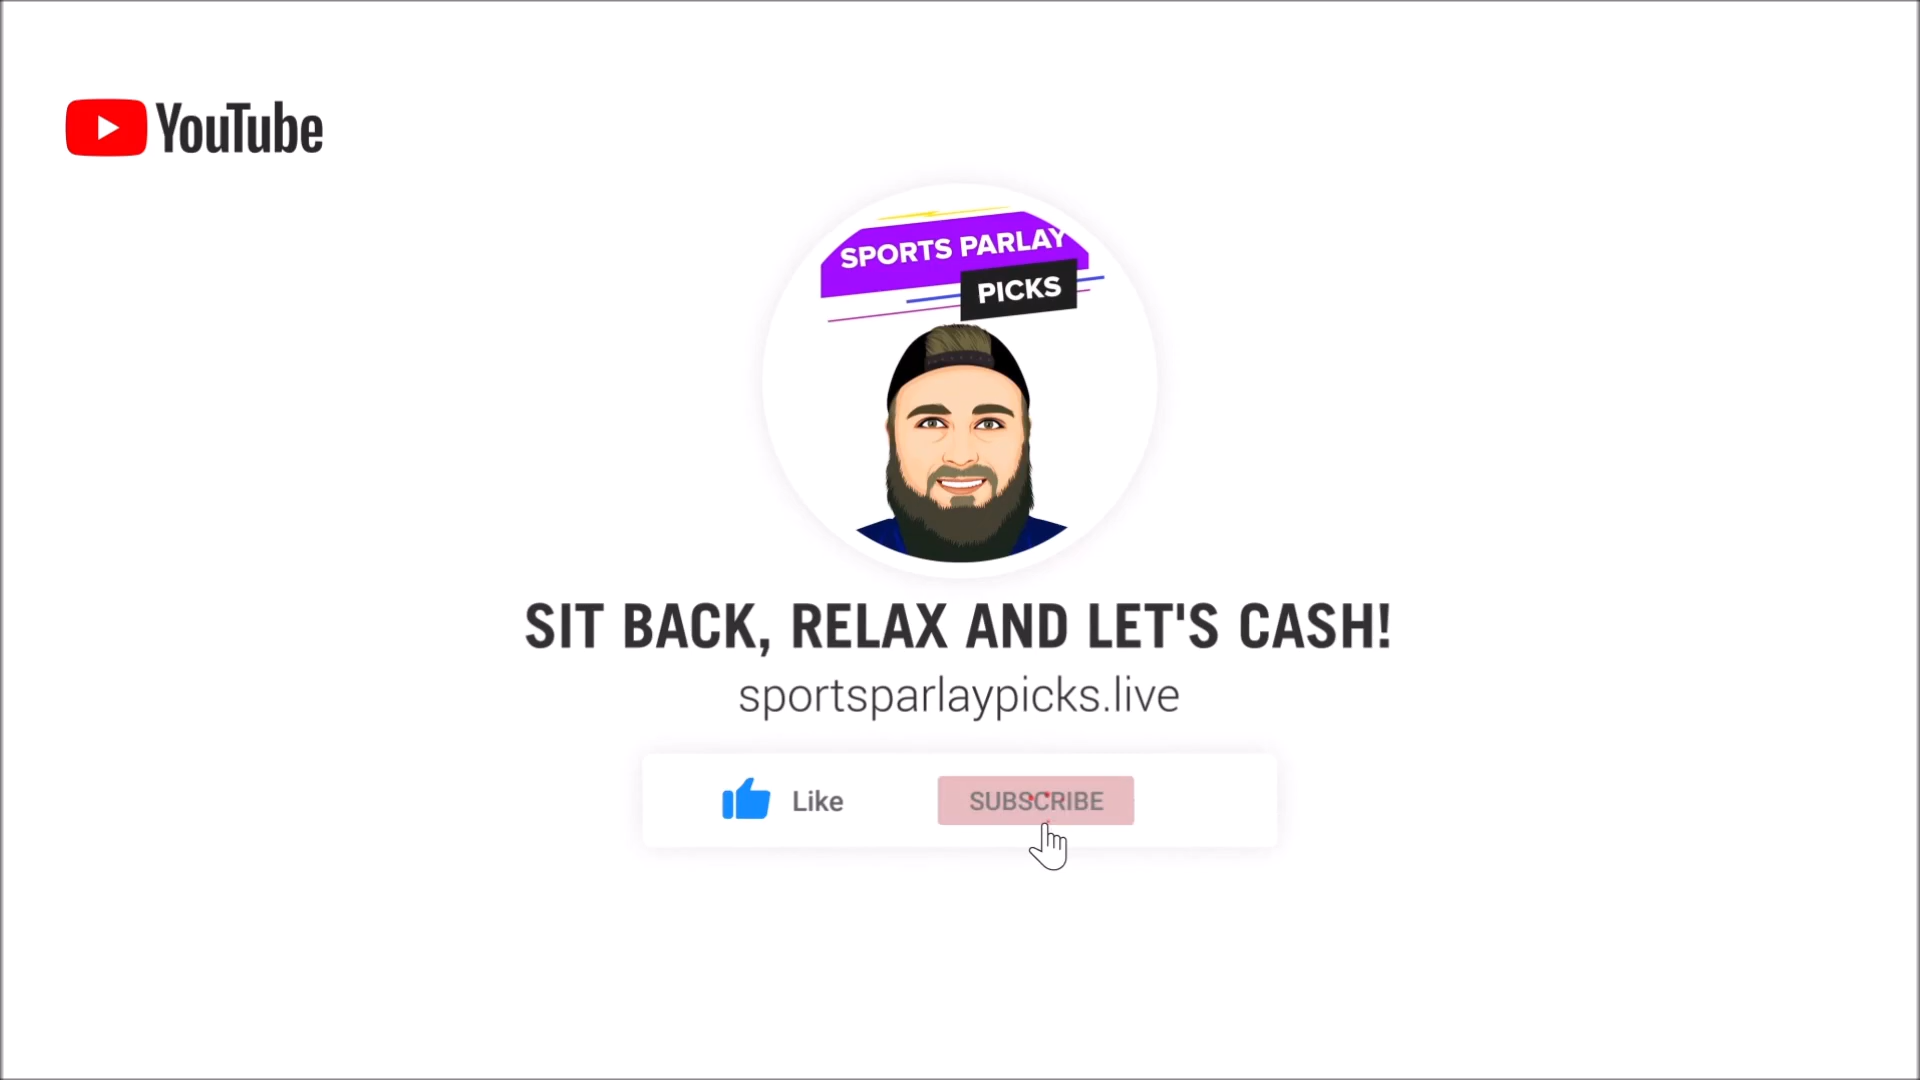 YouTube
SPORTS PARLAY
PICKS
SIT BACK, RELAX AND LET'S CASH!
sportsparlaypicks.live
Like
SUBSCRIBE